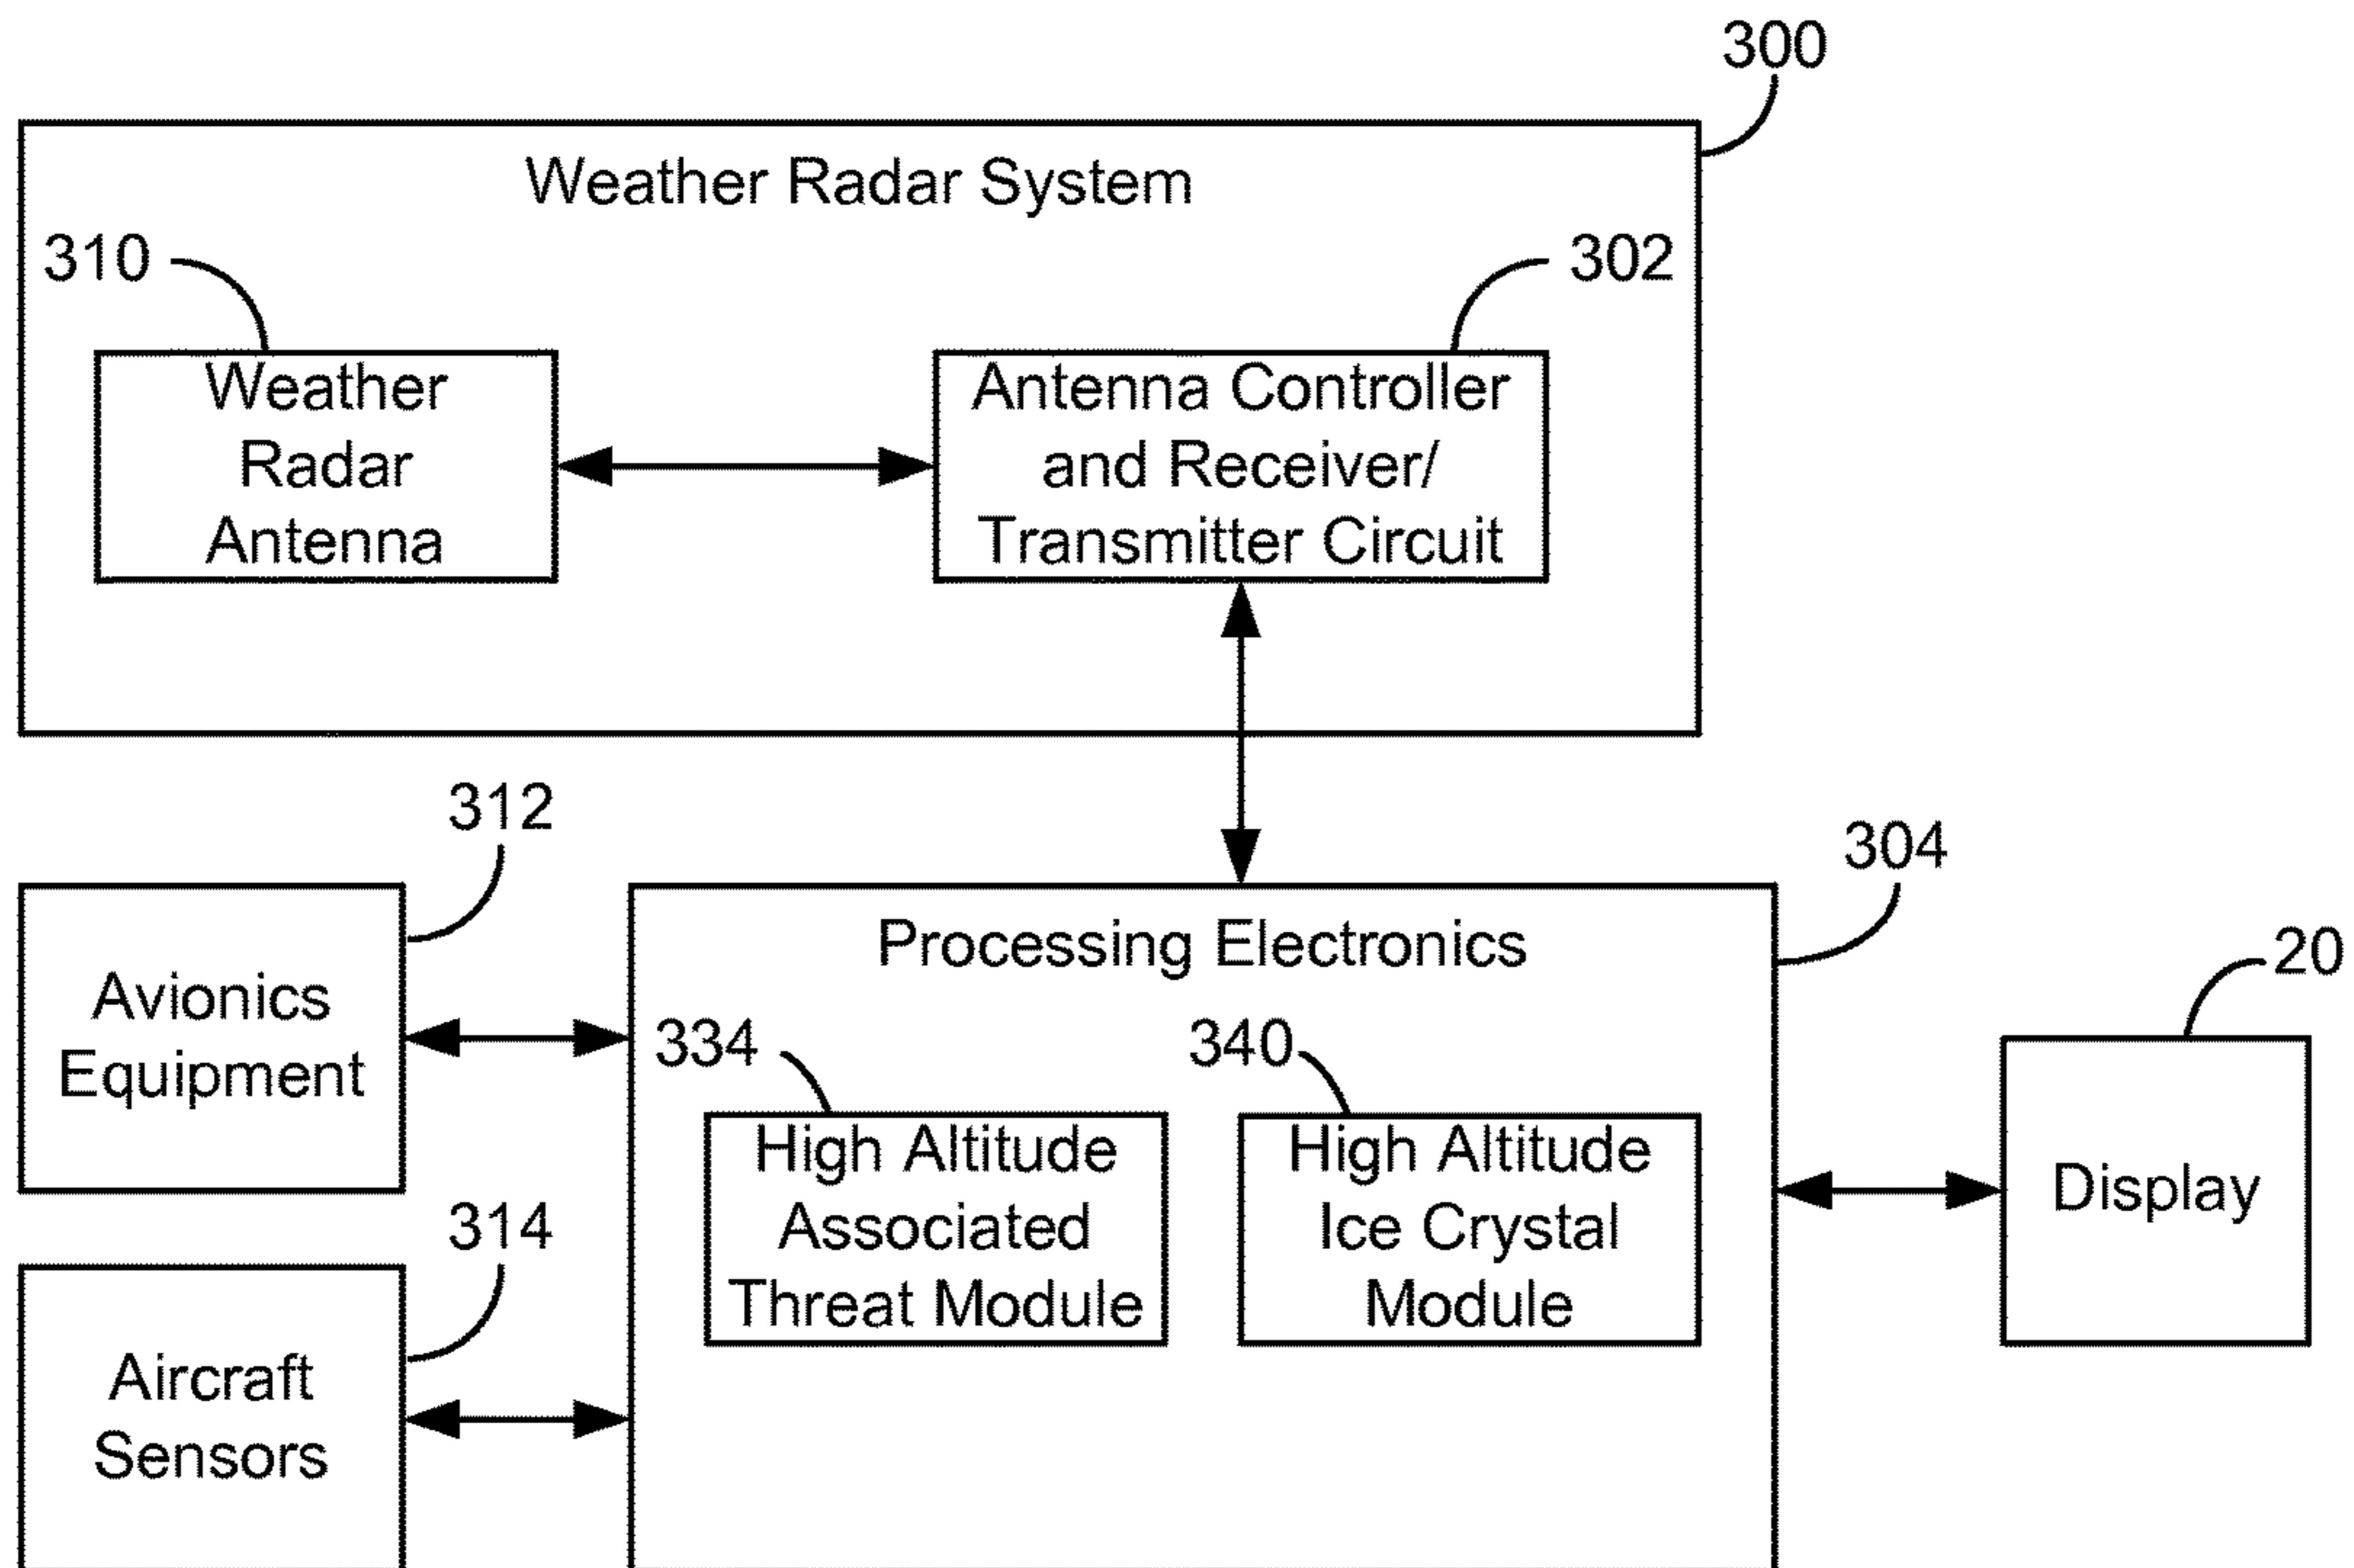 300
Weather Radar System
310
302
Weather
Radar
Antenna
Antenna Controller
and Receiver/
Transmitter Circuit
312
304
Processing Electronics
20
Avionics
Equipment
334
340
High Altitude
Associated
Threat Module
High Altitude
Ice Crystal
Module
Display
314
Aircraft
Sensors